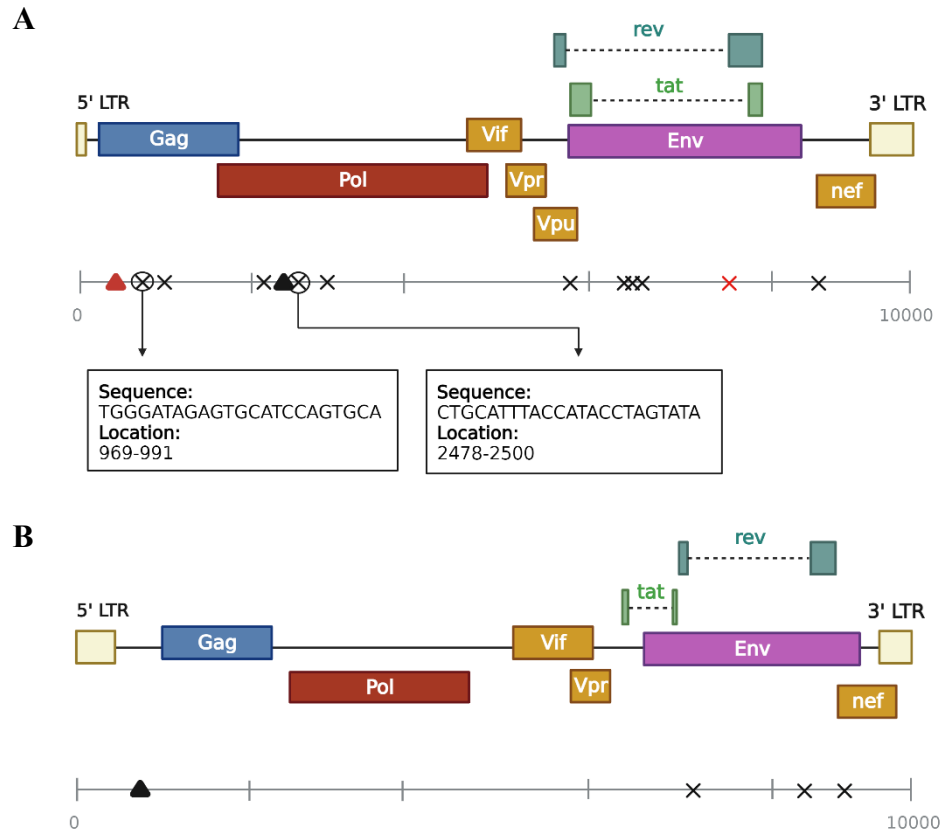 A
rev
tat
5' LTR
3' LTR
Gag
Vif
Env
Pol
Vpr
nef
Vpu
0
10000
Sequence:
TGGGATAGAGTGCATCCAGTGCA
Location:
969-991
Sequence:
CTGCATTTACCATACCTAGTATA
Location:
2478-2500
B
rev
tat
5' LTR
3' LTR
Gag
Vif
Env
Pol
Vpr
nef
0
10000